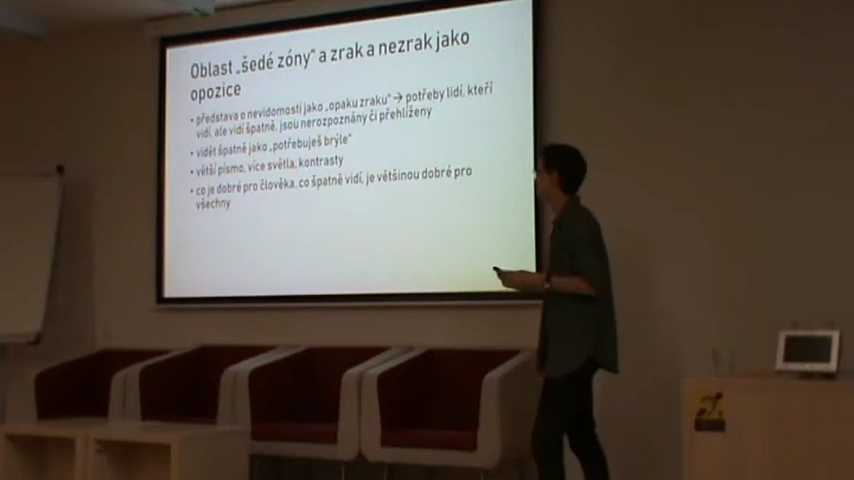 Oblast „šedé zóny“ a zrak a nezrak jako
opozice
• představa o nevidomosti jako „opaku zraku“ → potřeby lidí, kteří
vidí, ale vidí špatně, jsou nerozpoznány či přehlíženy
• vidět špatně jako „potřebuješ brýle“
• větší písmo, více světla, kontrasty
• co je dobré pro člověka, co špatně vidí, je většinou dobré pro
všechny